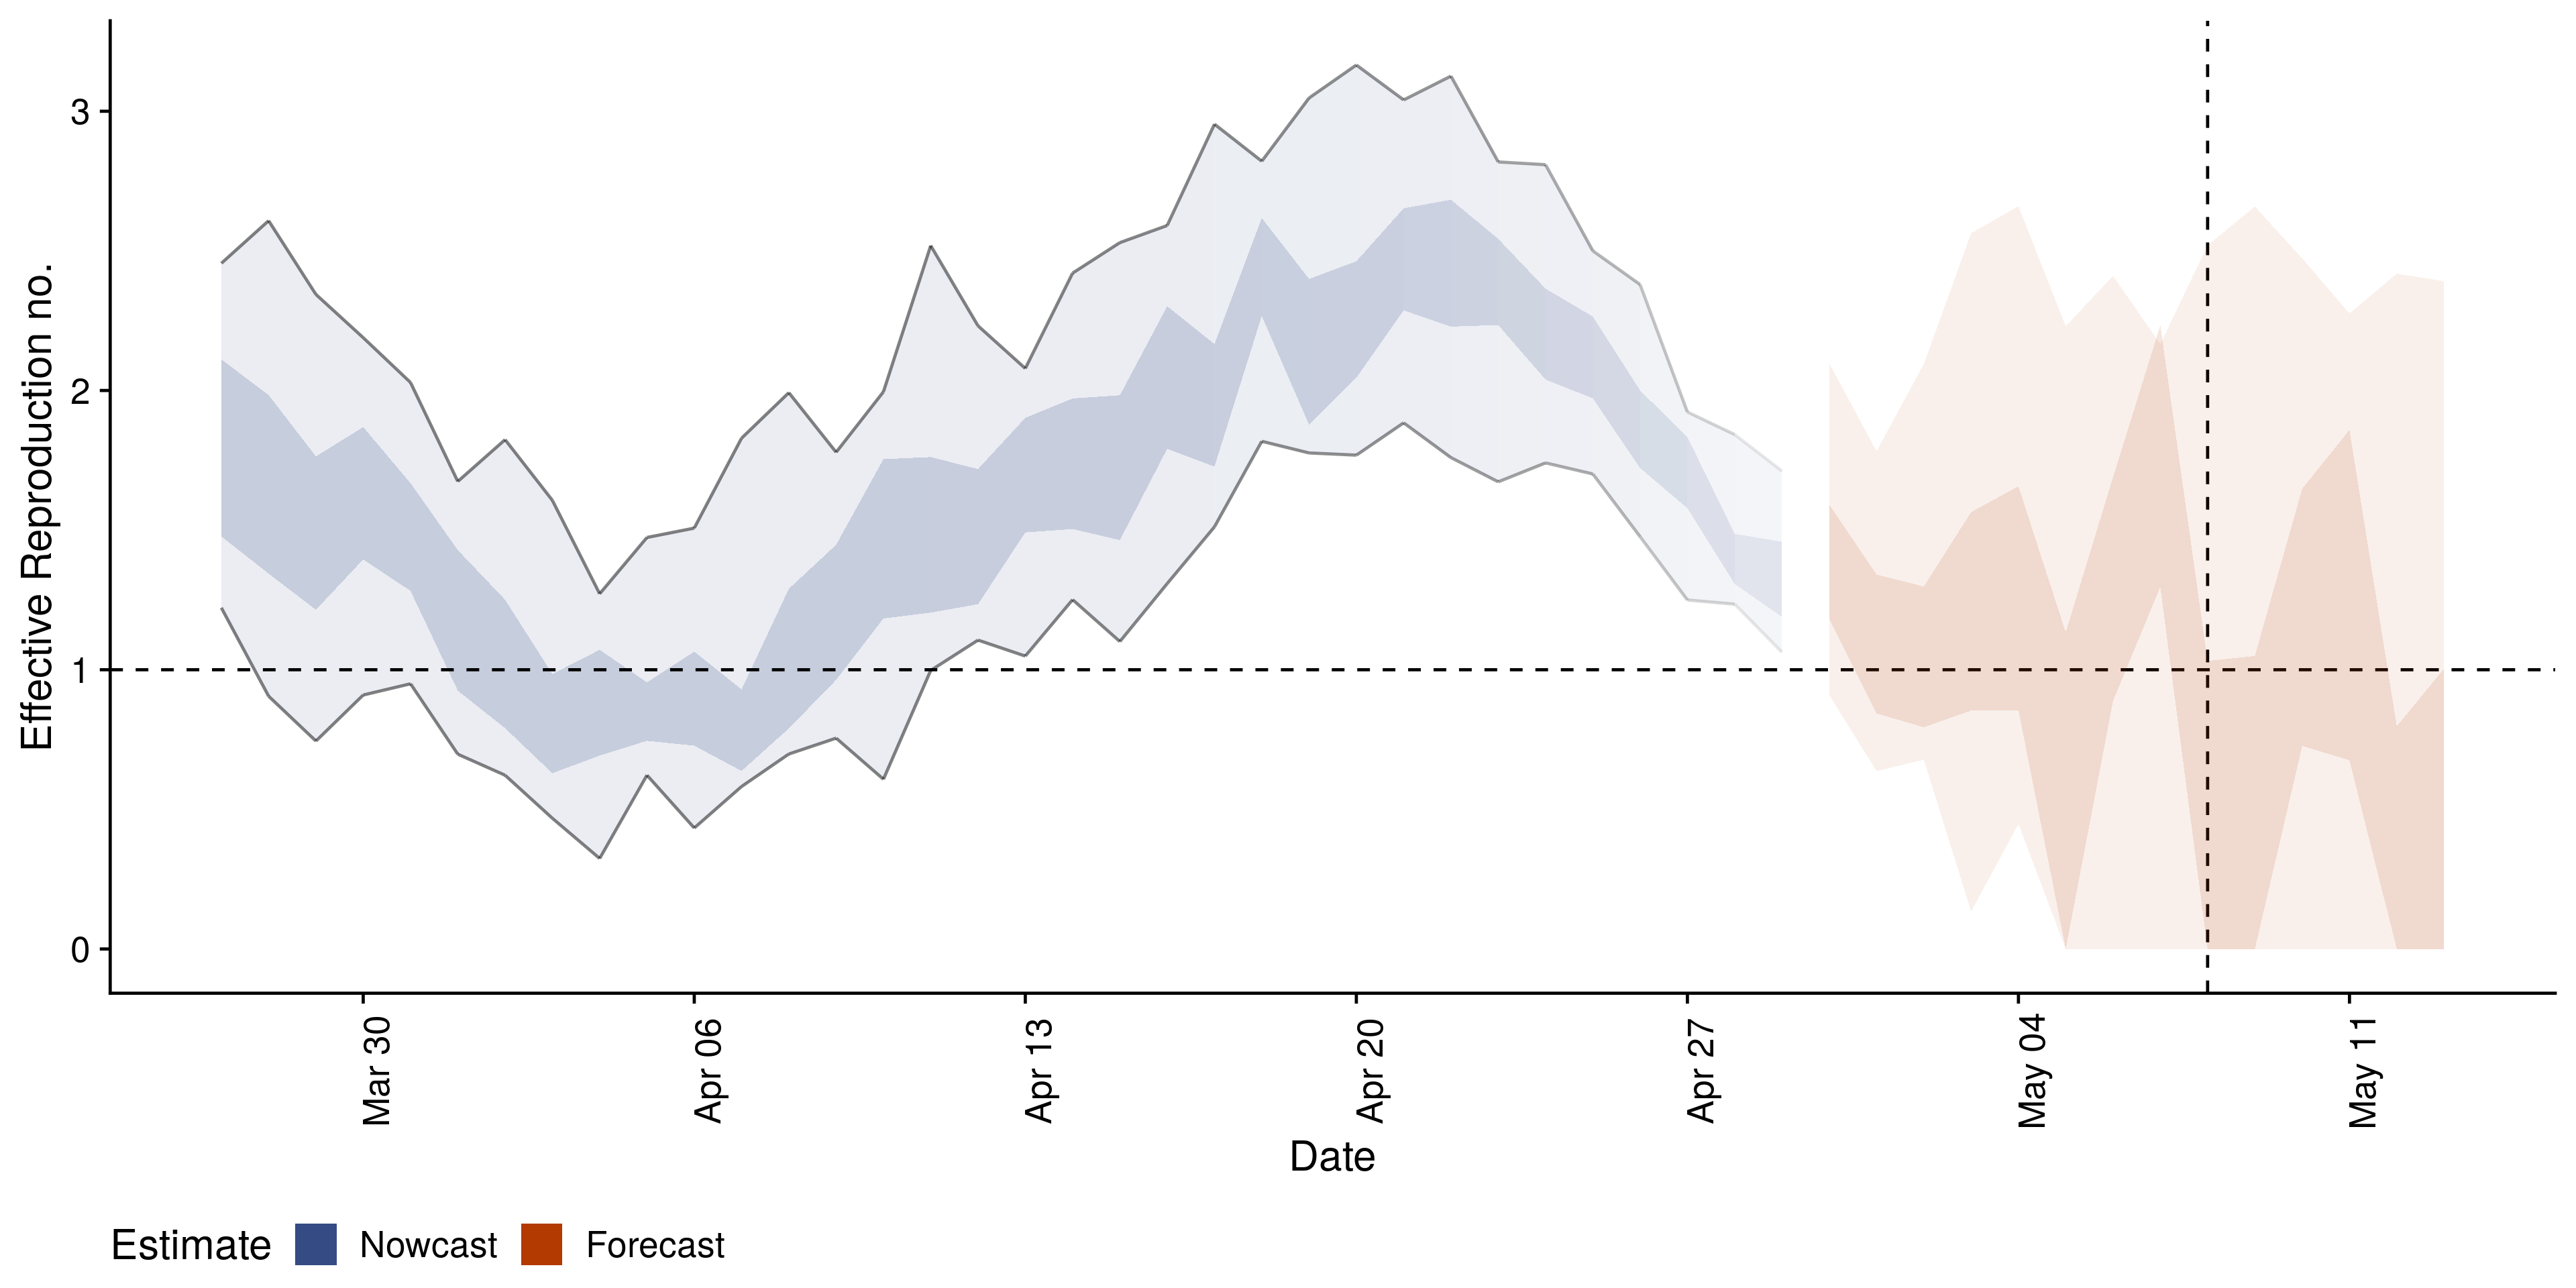 Effective Reproduction no.
3
2
1
0
Mar 30
Apr 06
Apr 13
Apr 20
Apr 27
May 04
May 11
Date
Estimate Nowcast Forecast